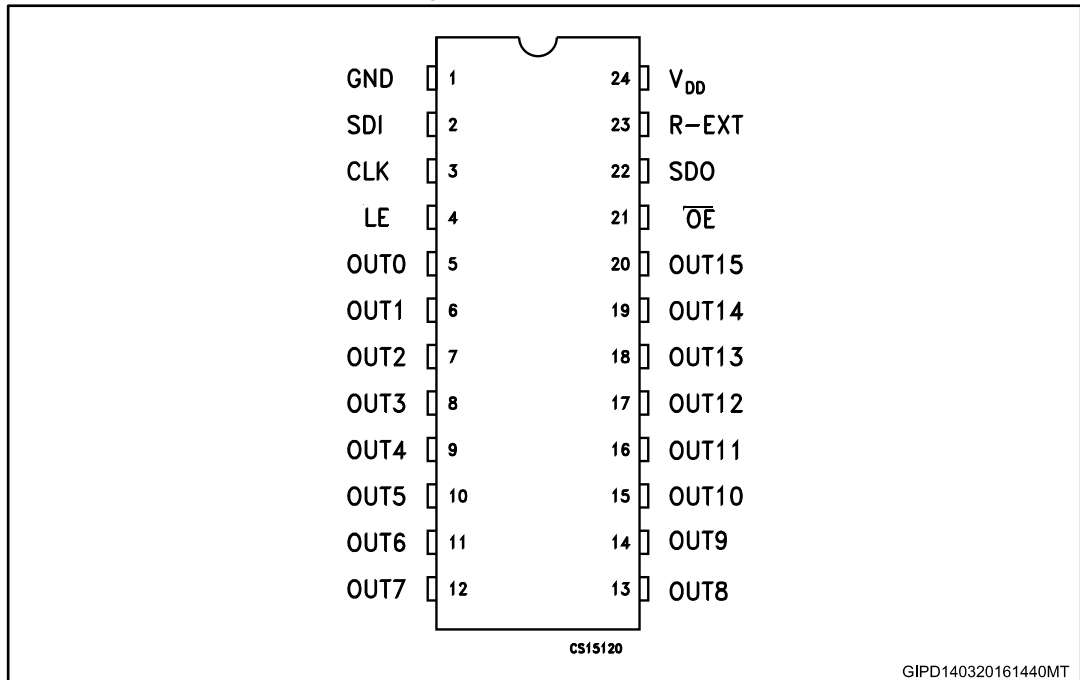 GND 1 24 VDD
SDI 2 23 R-EXT
CLK 3 22 SDO
LE 4 21 OE
OUT0 5 20 OUT15
OUT1 6 19 OUT14
OUT2 7 18 OUT13
OUT3 8 17 OUT12
OUT4 9 16 OUT11
OUT5 10 15 OUT10
OUT6 11 14 OUT9
OUT7 12 13 OUT8
CS15120
GIPD140320161440MT